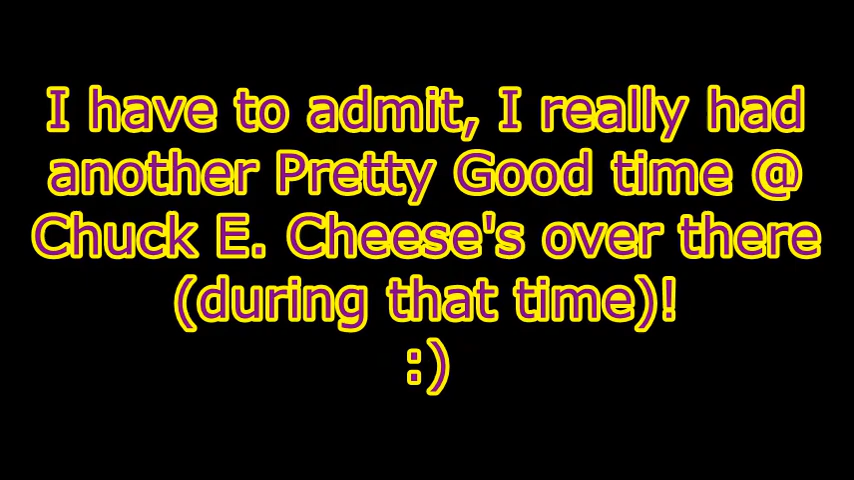 I have to admit, I really had
another Pretty Good time @
Chuck E. Cheese's over there
(during that time)!
:)